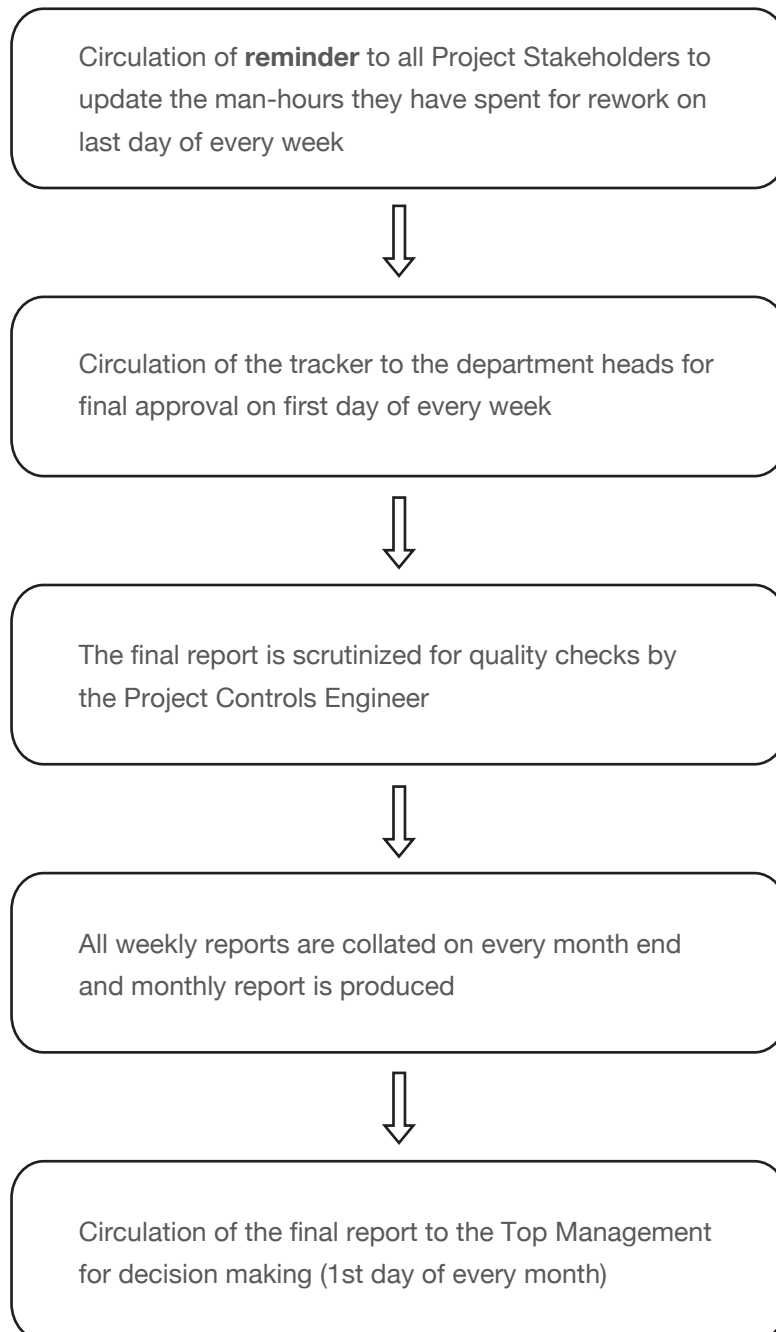 Circulation of reminder to all Project Stakeholders to
update the man-hours they have spent for rework on
last day of every week
Circulation of the tracker to the department heads for
final approval on first day of every week
The final report is scrutinized for quality checks by
the Project Controls Engineer
All weekly reports are collated on every month end
and monthly report is produced
Circulation of the final report to the Top Management
for decision making (1st day of every month)